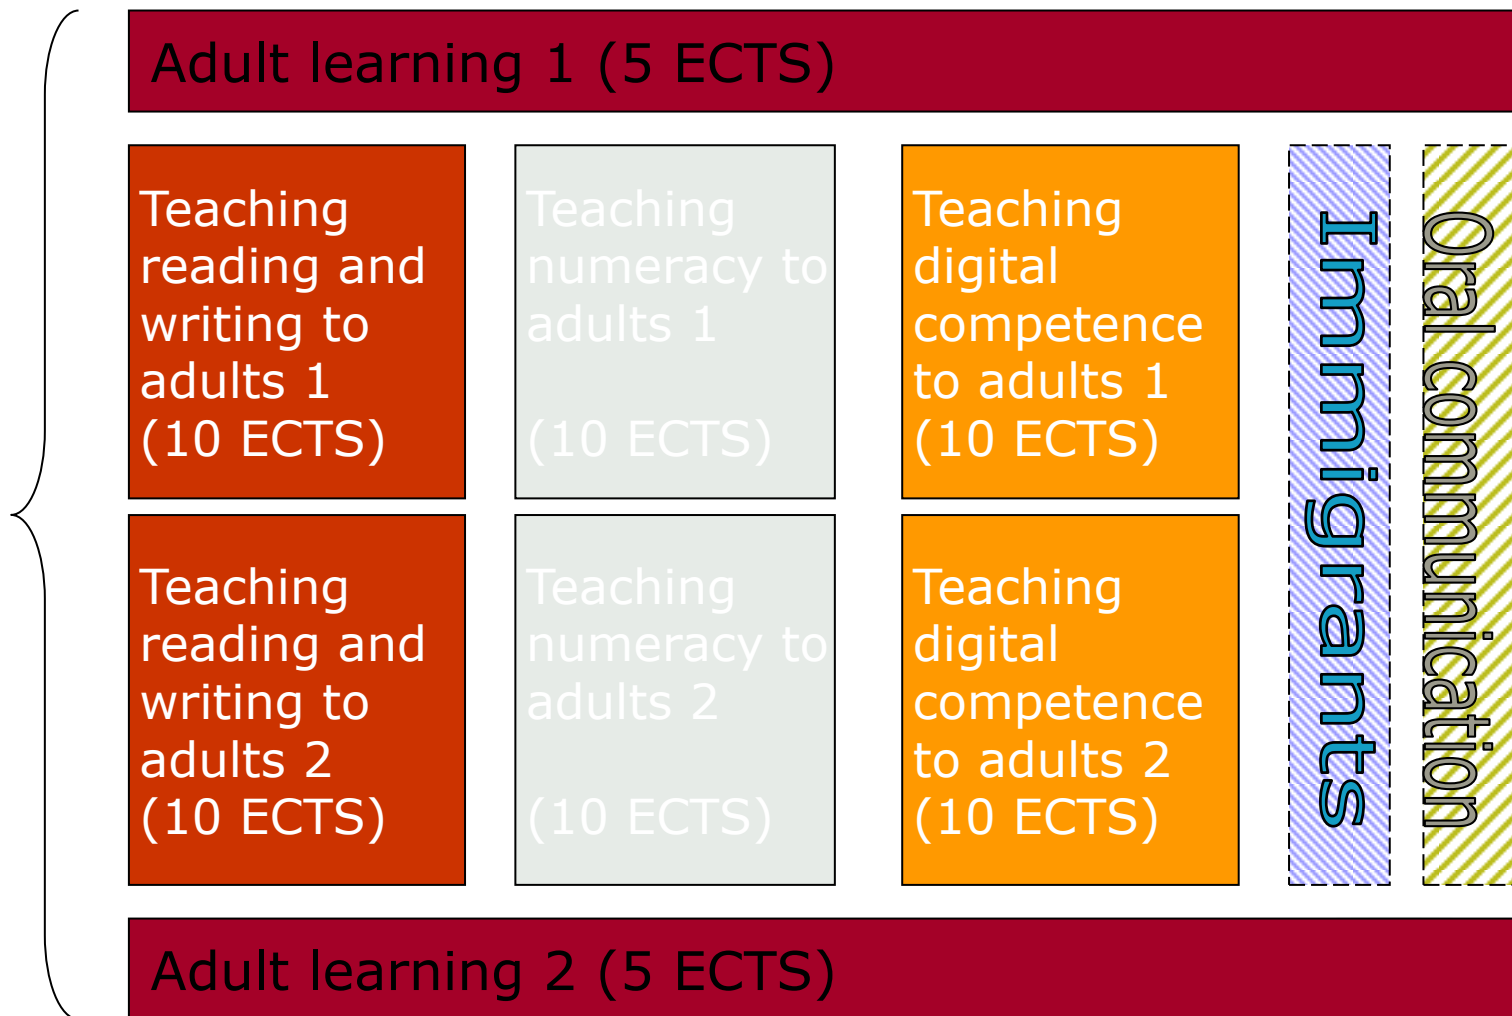 Adult learning 1 (5 ECTS)
Teaching
reading and
writing to
adults 1
(10 ECTS)
Teaching
numeracy to
adults 1
(10 ECTS)
Teaching
digital
competence
to adults 1
(10 ECTS)
Immigrants
Oral communication
Teaching
reading and
writing to
adults 2
(10 ECTS)
Teaching
numeracy to
adults 2
(10 ECTS)
Teaching
digital
competence
to adults 2
(10 ECTS)
Adult learning 2 (5 ECTS)